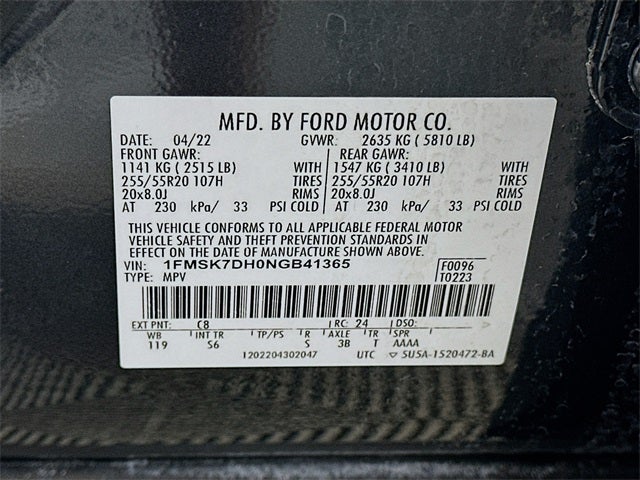 MFD. BY FORD MOTOR CO.
DATE: 04/22 GVWR: 2635 KG ( 5810 LB)
FRONT GAWR: REAR GAWR:
1141 KG ( 2515 LB) WITH 1547 KG ( 3410 LB) WITH
255/55R20 107H TIRES 255/55R20 107H TIRES
20x8.0J RIMS 20x8.0J RIMS
AT 230 kPa/ 33 PSI COLD AT 230 kPa/ 33 PSI COLD
THIS VEHICLE CONFORMS TO ALL APPLICABLE FEDERAL MOTOR
VEHICLE SAFETY AND THEFT PREVENTION STANDARDS IN
EFFECT ON THE DATE OF MANUFACTURE SHOWN ABOVE.
VIN: 1FMSK7DH0NGB41365 F0096
TYPE: MPV T0223
EXT PNT: C8 RC: 24 DSO:
WB INT TR TP/PS R AXLE TR SPR
119 S6 S 3B T AAAA
1202204302047 UTC 5U5A-1520472-BA